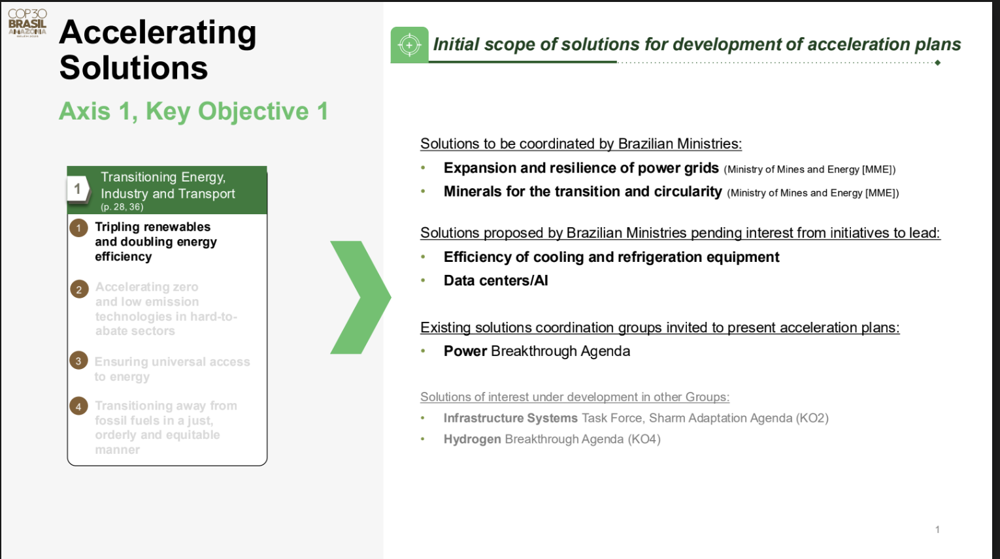 COP30
BRASIL
AMAZÔNIA
BELÉM 2025
Accelerating
Solutions
Axis 1, Key Objective 1
1
Transitioning Energy,
Industry and Transport
(p. 28, 36)
1
Tripling renewables
and doubling energy
efficiency
2
Accelerating zero
and low emission
technologies in hard-to-
abate sectors
3
Ensuring universal access
to energy
4
Transitioning away from
fossil fuels in a just,
orderly and equitable
manner
Initial scope of solutions for development of acceleration plans
Solutions to be coordinated by Brazilian Ministries:
• Expansion and resilience of power grids (Ministry of Mines and Energy [MME])
• Minerals for the transition and circularity (Ministry of Mines and Energy [MME])
Solutions proposed by Brazilian Ministries pending interest from initiatives to lead:
• Efficiency of cooling and refrigeration equipment
• Data centers/AI
Existing solutions coordination groups invited to present acceleration plans:
• Power Breakthrough Agenda
Solutions of interest under development in other Groups:
• Infrastructure Systems Task Force, Sharm Adaptation Agenda (KO2)
• Hydrogen Breakthrough Agenda (KO4)
1